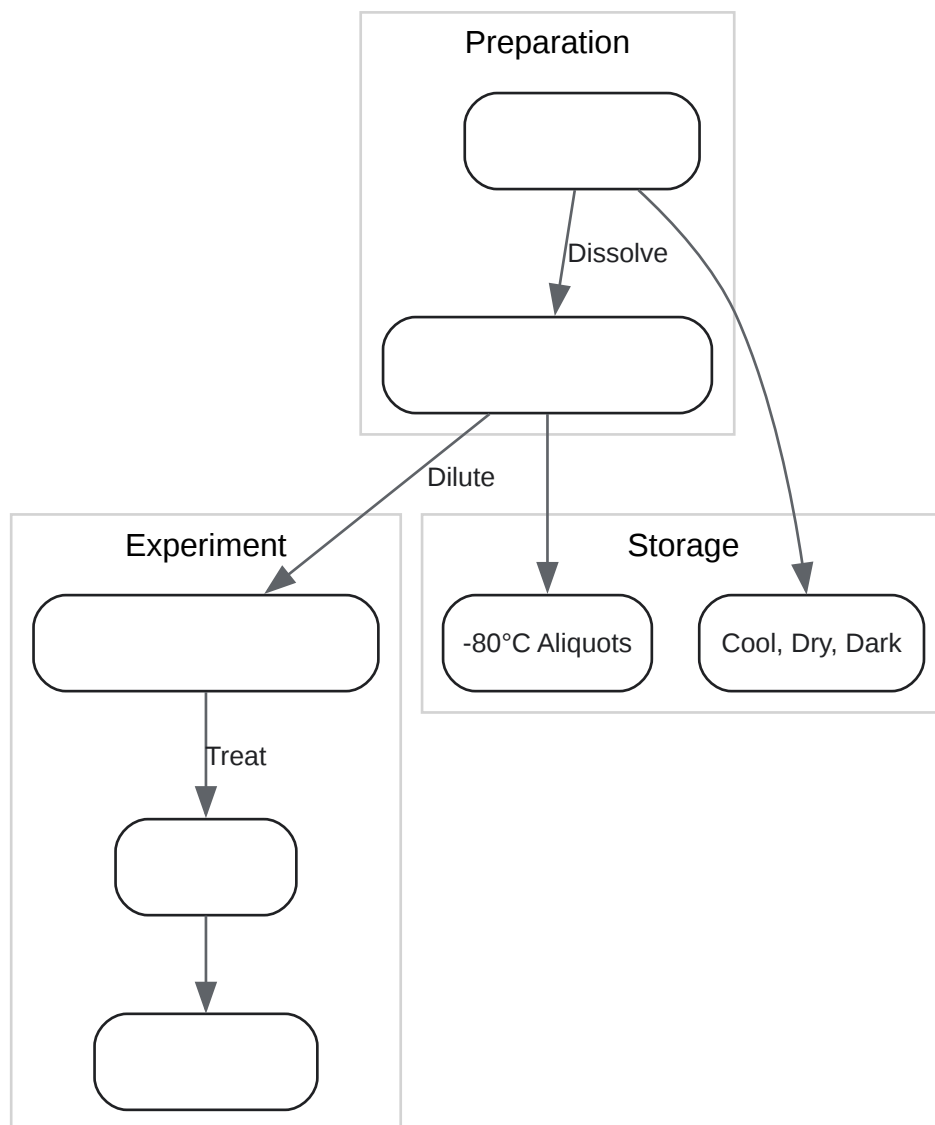 Preparation
Dissolve
Dilute
Experiment
Storage
-80°C Aliquots
Cool, Dry, Dark
Treat